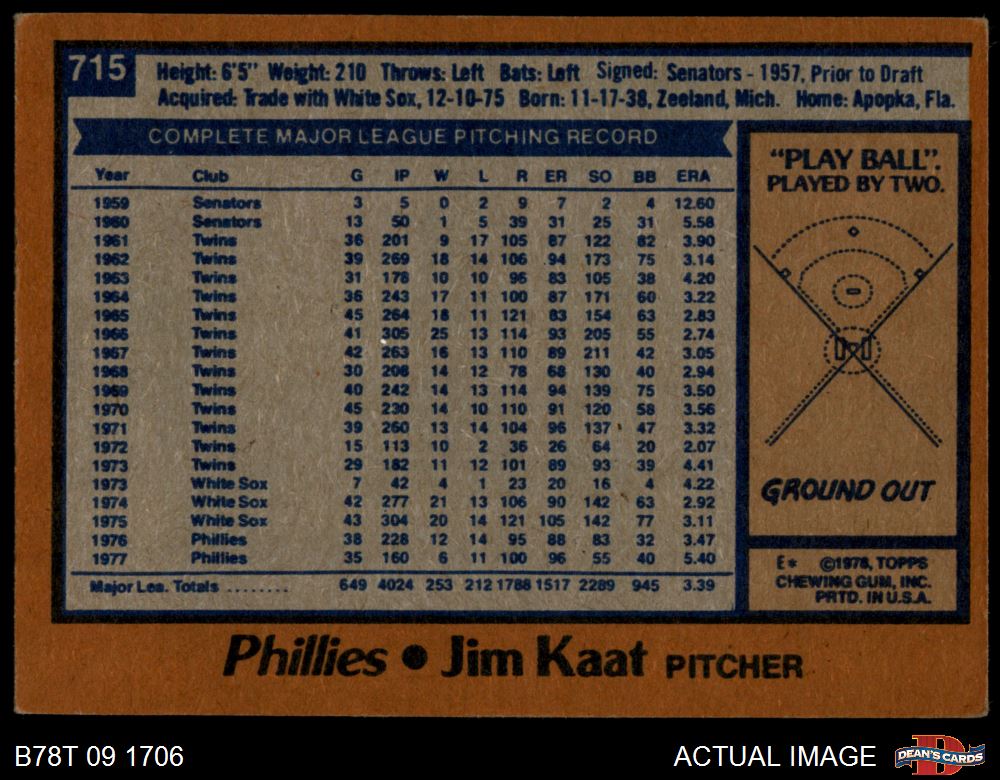 715
Height: 6'5" Weight: 210 Throws: Left Bats: Left Signed: Senators - 1957, Prior to Draft
Acquired: Trade with White Sox, 12-10-75 Born: 11-17-38, Zeeland, Mich. Home: Apopka, Fla.
COMPLETE MAJOR LEAGUE PITCHING RECORD
Year Club G IP W L R ER SO BB ERA
1959 Senators 3 5 0 2 9 7 2 4 12.60
1960 Senators 13 50 1 5 39 31 25 31 5.58
1961 Twins 36 201 9 17 105 87 122 82 3.90
1962 Twins 39 269 18 14 106 94 173 75 3.14
1963 Twins 31 178 10 10 96 83 105 38 4.20
1964 Twins 36 243 17 11 100 87 171 60 3.22
1965 Twins 45 264 18 11 121 83 154 63 2.83
1966 Twins 41 305 25 13 114 93 205 55 2.74
1967 Twins 42 263 16 13 110 89 211 42 3.05
1968 Twins 30 208 14 12 78 68 130 40 2.94
1969 Twins 40 242 14 13 114 94 139 75 3.50
1970 Twins 45 230 14 10 110 91 120 58 3.56
1971 Twins 39 260 13 14 104 96 137 47 3.32
1972 Twins 15 113 10 2 36 26 64 20 2.07
1973 Twins 29 182 11 12 101 89 93 39 4.41
1973 White Sox 7 42 4 1 23 20 16 4 4.22
1974 White Sox 42 277 21 13 106 90 142 63 2.92
1975 White Sox 43 304 20 14 121 105 142 77 3.11
1976 Phillies 38 228 12 14 95 88 83 32 3.47
1977 Phillies 35 160 6 11 100 96 55 40 5.40
Major Lea. Totals ........ 649 4024 253 212 1788 1517 2289 945 3.39
"PLAY BALL".
PLAYED BY TWO.
GROUND OUT
E* ©1978, TOPPS
CHEWING GUM, INC.
PRTD. IN U.S.A.
Phillies ● Jim Kaat PITCHER
B78T 09 1706
ACTUAL IMAGE
DEAN'S CARDS